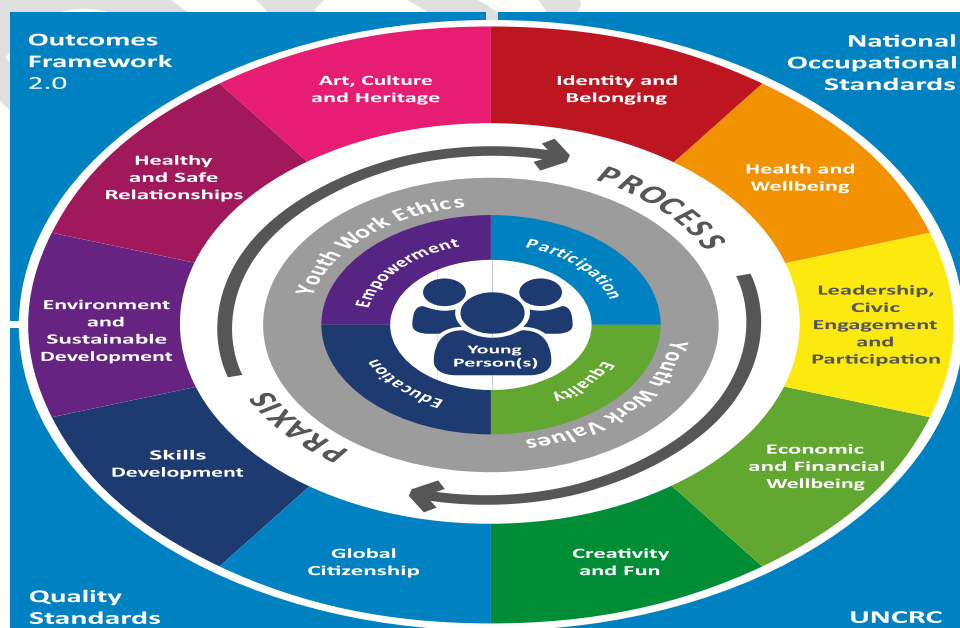 Outcomes
Framework
2.0
National
Occupational
Standards
Art, Culture
and Heritage
Identity and
Belonging
Healthy
and Safe
Relationships
Health and
Wellbeing
PROCESS
Youth Work Ethics
Empowerment
Participation
Environment
and
Sustainable
Development
Leadership,
Civic
Engagement
and
Participation
Young
Person(s)
Education
Equality
Youth Work Values
PRAXIS
Skills
Development
Economic
and Financial
Wellbeing
Global
Citizenship
Creativity
and Fun
Quality
Standards
UNCRC